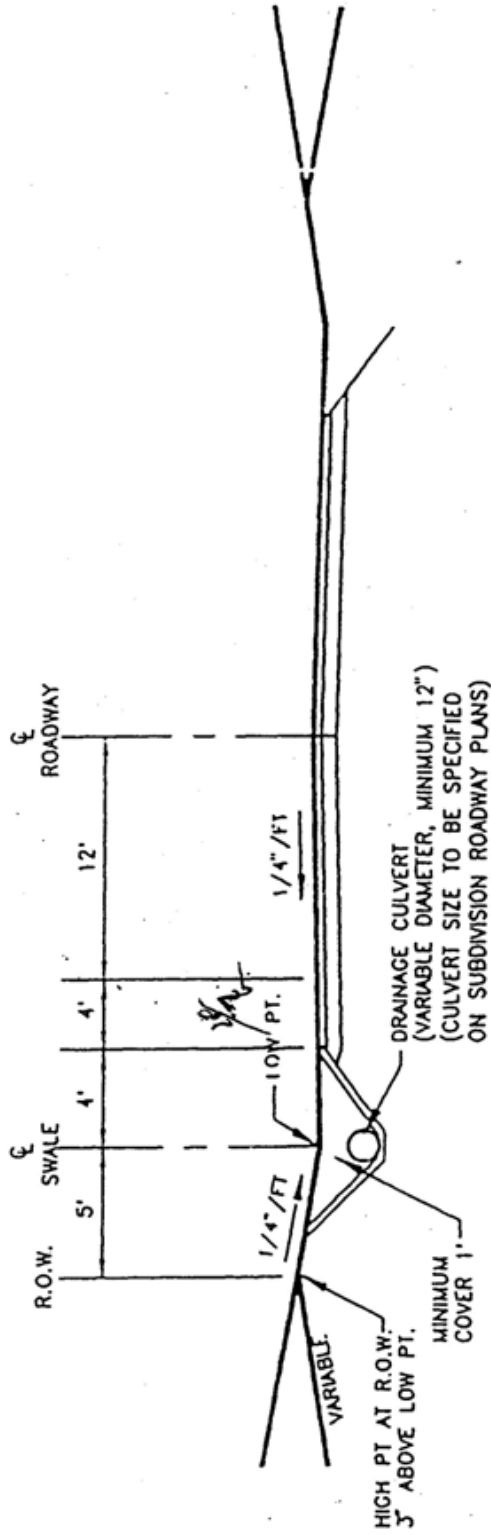 R.O.W.
℄
SWALE
℄
ROADWAY
5'
4'
4'
12'
LOW PT.
1/4"/FT
1/4"/FT
VARIABLE
HIGH PT AT R.O.W.
3" ABOVE LOW PT.
MINIMUM
COVER 1'
DRAINAGE CULVERT
(VARIABLE DIAMETER, MINIMUM 12")
(CULVERT SIZE TO BE SPECIFIED
ON SUBDIVISION ROADWAY PLANS)